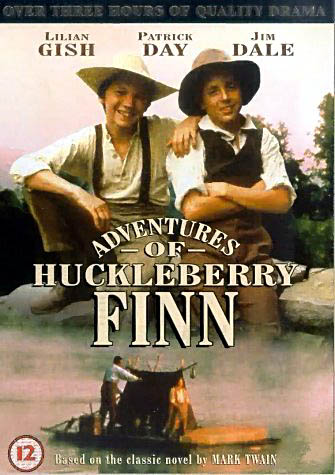 OVER THREE HOURS OF QUALITY DRAMA
LILIAN GISH PATRICK DAY JIM DALE
ADVENTURES
OF
HUCKLEBERRY
FINN
12
BASED ON THE CLASSIC NOVEL BY MARK TWAIN